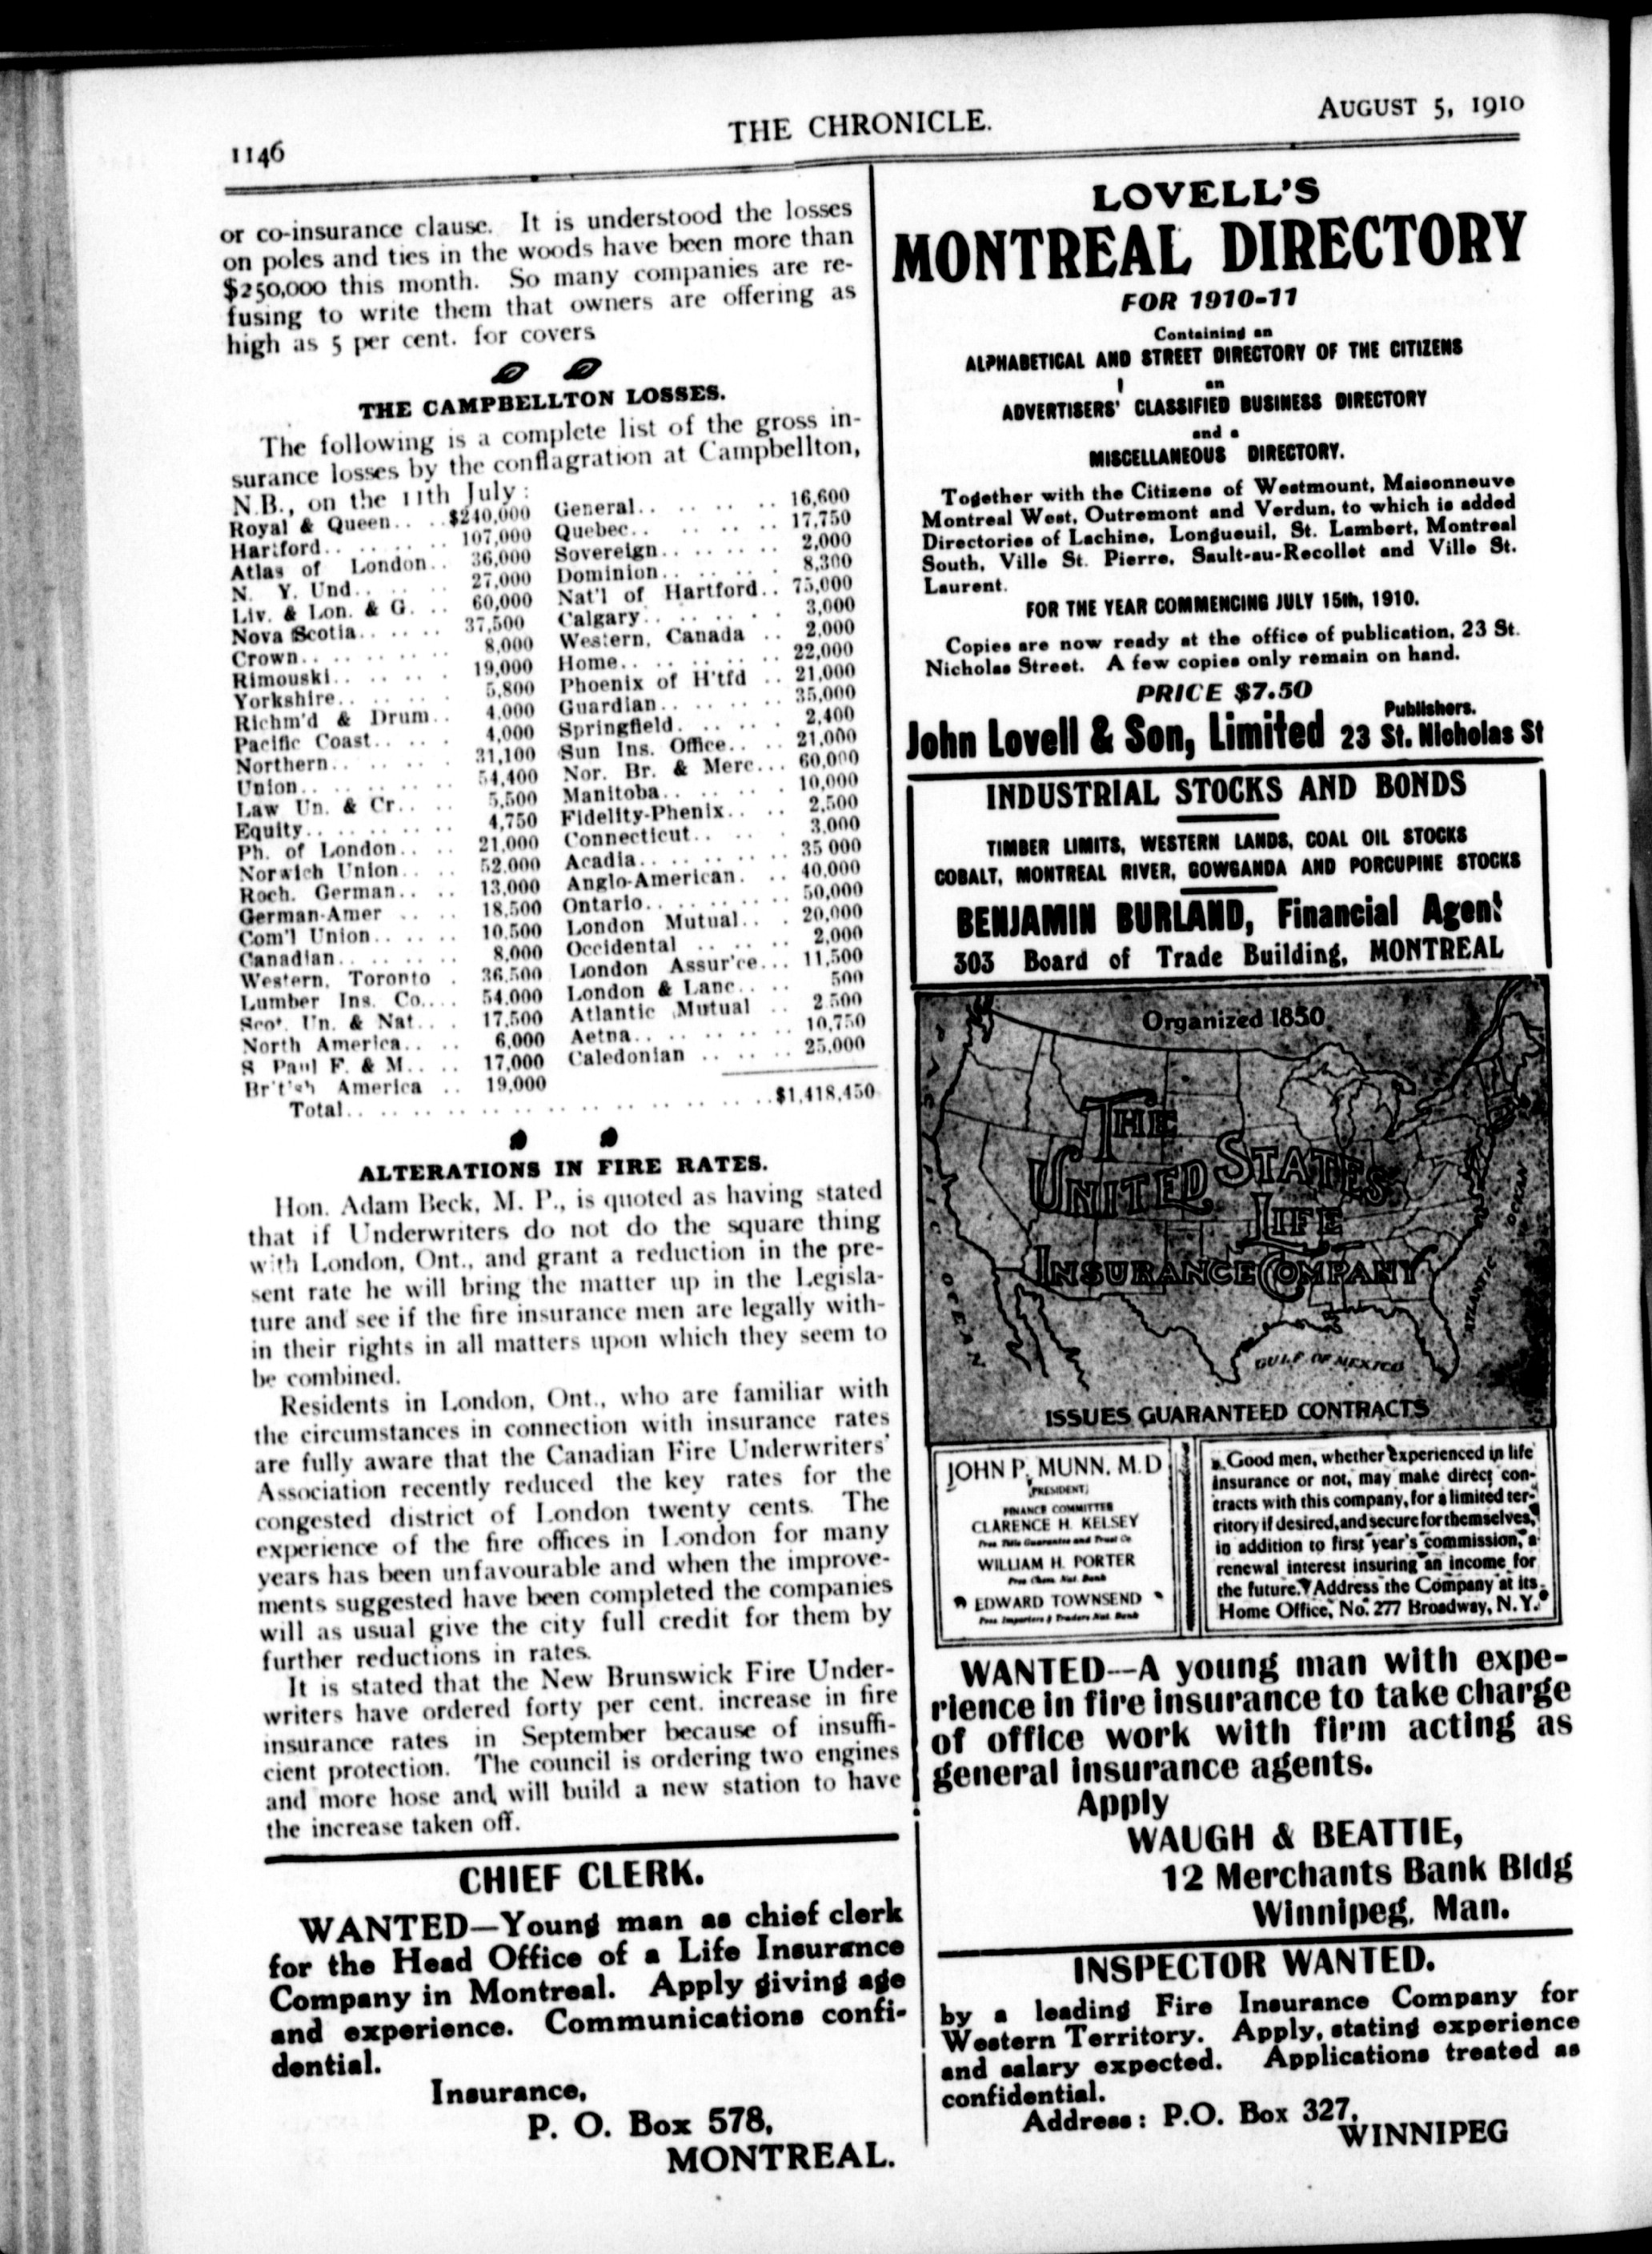 1146
THE CHRONICLE.
AUGUST 5, 1910
or co-insurance clause. It is understood the losses
on poles and ties in the woods have been more than
$250,000 this month. So many companies are re-
fusing to write them that owners are offering as
high as 5 per cent. for covers
THE CAMPBELLTON LOSSES.
The following is a complete list of the gross in-
surance losses by the conflagration at Campbellton,
N.B., on the 11th July:
Royal & Queen.. .. $240,000
Hartford.. .. .. .. .. 107,000
Atlas of London.. 36,000
N. Y. Und.. .. .. .. 27,000
Liv. & Lon. & G. .. 60,000
Nova Scotia.. .. .. .. 37,500
Crown.. .. .. .. .. .. 8,000
Rimouski.. .. .. .. .. 19,000
Yorkshire.. .. .. .. .. 5,800
Richm'd & Drum.. 4,000
Pacific Coast.. .. .. 4,000
Northern.. .. .. .. .. 31,100
Union.. .. .. .. .. .. 54,400
Law Un. & Cr.. .. .. 5,500
Equity.. .. .. .. .. .. 4,750
Ph. of London.. .. .. 21,000
Norwich Union.. .. .. 52,000
Roch. German.. .. .. 13,000
German-Amer .. .. 18,500
Com'l Union.. .. .. .. 10,500
Canadian.. .. .. .. .. 8,000
Western, Toronto . 36,500
Lumber Ins. Co.... 54,000
Scot. Un. & Nat.. .. 17,500
North America.. .. .. 6,000
S Paul F. & M.. .. .. 17,000
Br't'sh America .. 19,000
General.. .. .. .. .. 16,600
Quebec.. .. .. .. .. 17,750
Sovereign.. .. .. .. 2,000
Dominion.. .. .. .. 8,300
Nat'l of Hartford.. 75,000
Calgary.. .. .. .. .. 3,000
Western, Canada .. 2,000
Home.. .. .. .. .. .. 22,000
Phoenix of H'tfd .. 21,000
Guardian.. .. .. .. .. 35,000
Springfield.. .. .. .. 2,400
Sun Ins. Office.. .. 21,000
Nor. Br. & Merc... 60,000
Manitoba.. .. .. .. .. 10,000
Fidelity-Phenix.. .. 2,500
Connecticut.. .. .. .. 3,000
Acadia.. .. .. .. .. .. 35 000
Anglo-American. .. 40,000
Ontario.. .. .. .. .. .. 50,000
London Mutual.. .. 20,000
Occidental .. .. .. .. 2,000
London Assur'ce... 11,500
London & Lanc.. .. 500
Atlantic Mutual .. 2 500
Aetna.. .. .. .. .. .. 10,750
Caledonian .. .. .. .. 25,000
Total.. .. .. .. .. .. .. .. .. .. .. .. $1,418,450
ALTERATIONS IN FIRE RATES.
Hon. Adam Beck, M. P., is quoted as having stated
that if Underwriters do not do the square thing
with London, Ont., and grant a reduction in the pre-
sent rate he will bring the matter up in the Legisla-
ture and see if the fire insurance men are legally with-
in their rights in all matters upon which they seem to
be combined.
Residents in London, Ont., who are familiar with
the circumstances in connection with insurance rates
are fully aware that the Canadian Fire Underwriters'
Association recently reduced the key rates for the
congested district of London twenty cents. The
experience of the fire offices in London for many
years has been unfavourable and when the improve-
ments suggested have been completed the companies
will as usual give the city full credit for them by
further reductions in rates.
It is stated that the New Brunswick Fire Under-
writers have ordered forty per cent. increase in fire
insurance rates in September because of insuffi-
cient protection. The council is ordering two engines
and more hose and will build a new station to have
the increase taken off.
CHIEF CLERK.
WANTED—Young man as chief clerk
for the Head Office of a Life Insurance
Company in Montreal. Apply giving age
and experience. Communications confi-
dential.
Insurance,
P. O. Box 578,
MONTREAL.
LOVELL'S
MONTREAL DIRECTORY
FOR 1910-11
Containing an
ALPHABETICAL AND STREET DIRECTORY OF THE CITIZENS
an
ADVERTISERS' CLASSIFIED BUSINESS DIRECTORY
and a
MISCELLANEOUS DIRECTORY.
Together with the Citizens of Westmount, Maisonneuve
Montreal West, Outremont and Verdun, to which is added
Directories of Lachine, Longueuil, St. Lambert, Montreal
South, Ville St. Pierre, Sault-au-Recollet and Ville St.
Laurent.
FOR THE YEAR COMMENCING JULY 15th, 1910.
Copies are now ready at the office of publication, 23 St.
Nicholas Street. A few copies only remain on hand.
PRICE $7.50
Publishers.
John Lovell & Son, Limited 23 St. Nicholas St
INDUSTRIAL STOCKS AND BONDS
TIMBER LIMITS, WESTERN LANDS, COAL OIL STOCKS
COBALT, MONTREAL RIVER, GOWGANDA AND PORCUPINE STOCKS
BENJAMIN BURLAND, Financial Agent
303 Board of Trade Building, MONTREAL
Organized 1850
THE
UNITED STATES
LIFE
INSURANCE COMPANY
OCEAN
ATLANTIC OCEAN
GULF OF MEXICO
ISSUES GUARANTEED CONTRACTS
JOHN P. MUNN, M.D
PRESIDENT
FINANCE COMMITTEE
CLARENCE H. KELSEY
Pres Title Guarantee and Trust Co
WILLIAM H. PORTER
Pres Chem. Nat. Bank
EDWARD TOWNSEND
Pres. Importers & Traders Nat. Bank
Good men, whether experienced in life
insurance or not, may make direct con-
tracts with this company, for a limited ter-
ritory if desired, and secure for themselves,
in addition to first year's commission, a
renewal interest insuring an income for
the future. Address the Company at its
Home Office, No. 277 Broadway, N.Y.
WANTED--A young man with expe-
rience in fire insurance to take charge
of office work with firm acting as
general insurance agents.
Apply
WAUGH & BEATTIE,
12 Merchants Bank Bldg
Winnipeg, Man.
INSPECTOR WANTED.
by a leading Fire Insurance Company for
Western Territory. Apply, stating experience
and salary expected. Applications treated as
confidential.
Address: P.O. Box 327,
WINNIPEG